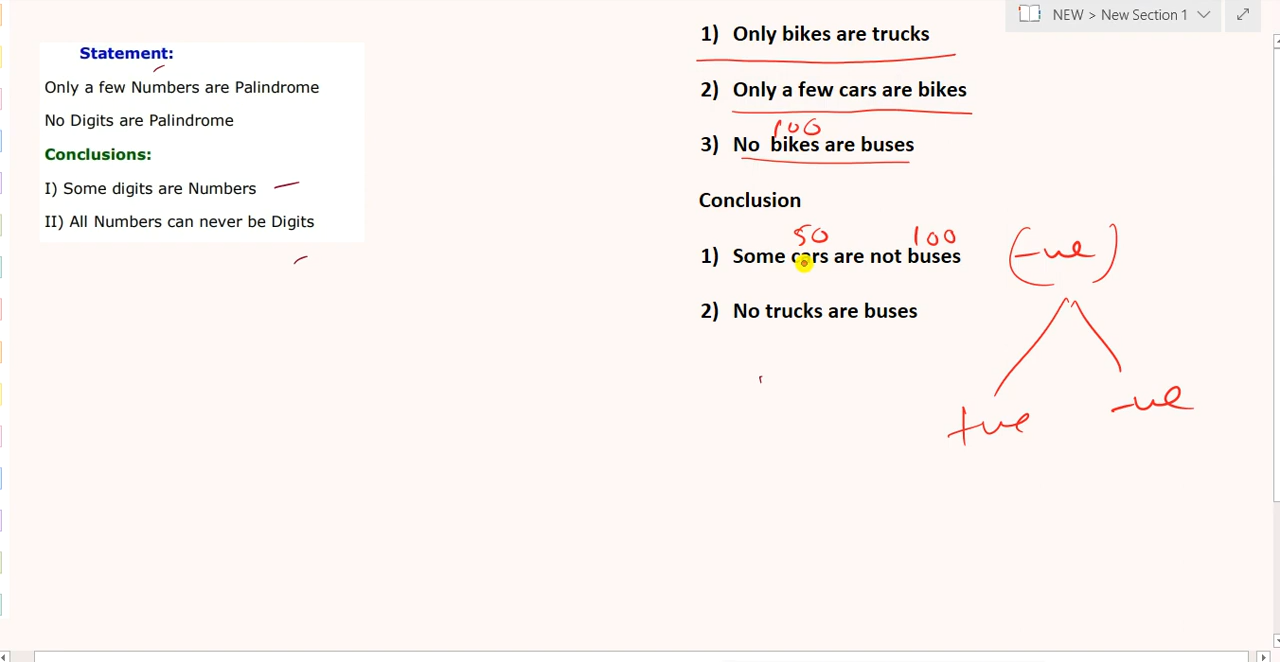 NEW > New Section 1
Statement:
Only a few Numbers are Palindrome
No Digits are Palindrome
Conclusions:
I) Some digits are Numbers
II) All Numbers can never be Digits
1) Only bikes are trucks
2) Only a few cars are bikes
100
3) No bikes are buses
Conclusion
50 100
1) Some cars are not buses (-ve)
2) No trucks are buses
+ve -ve